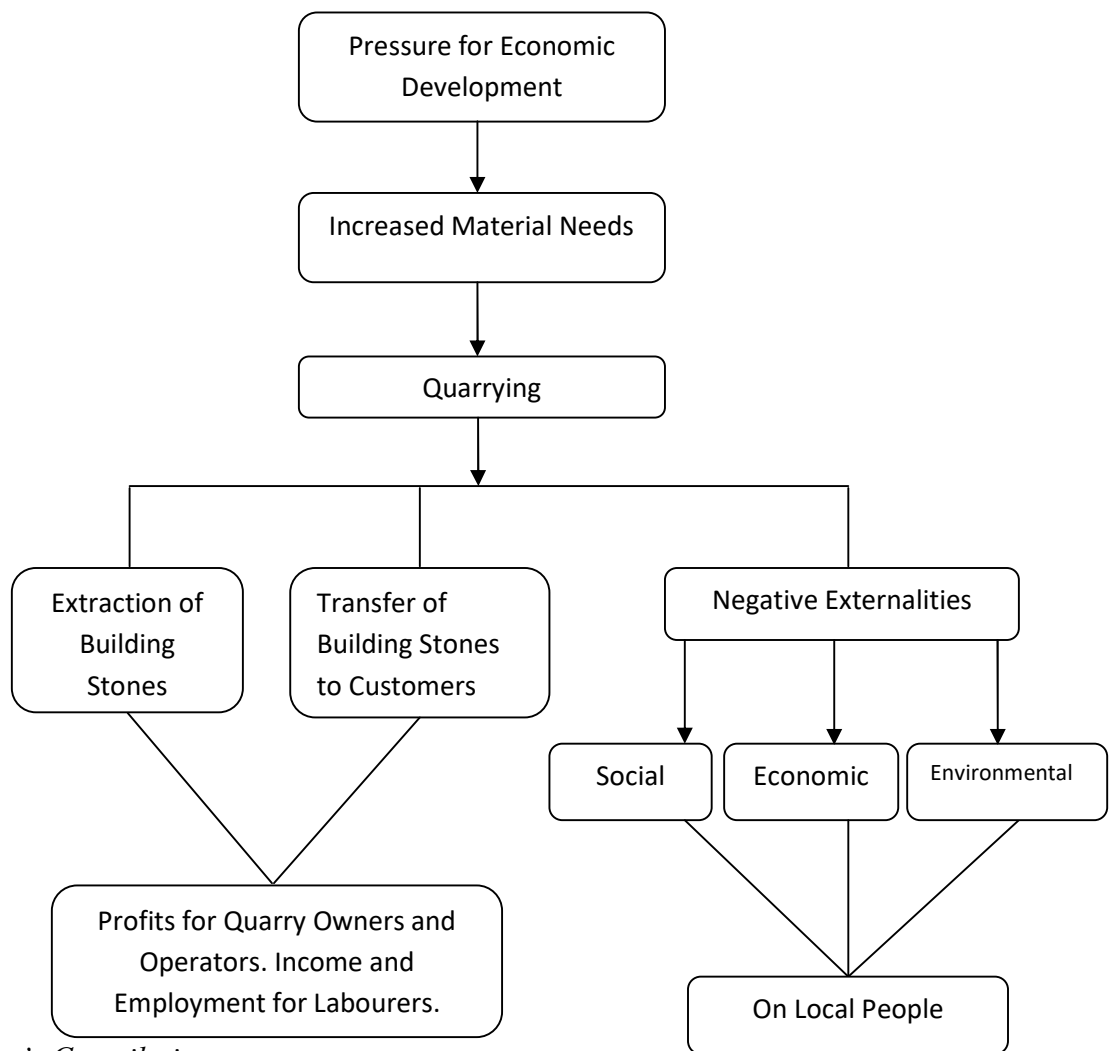 Pressure for Economic
Development
Increased Material Needs
Quarrying
Extraction of
Building
Stones
Transfer of
Building Stones
to Customers
Negative Externalities
Social
Economic
Environmental
Profits for Quarry Owners and
Operators. Income and
Employment for Labourers.
On Local People